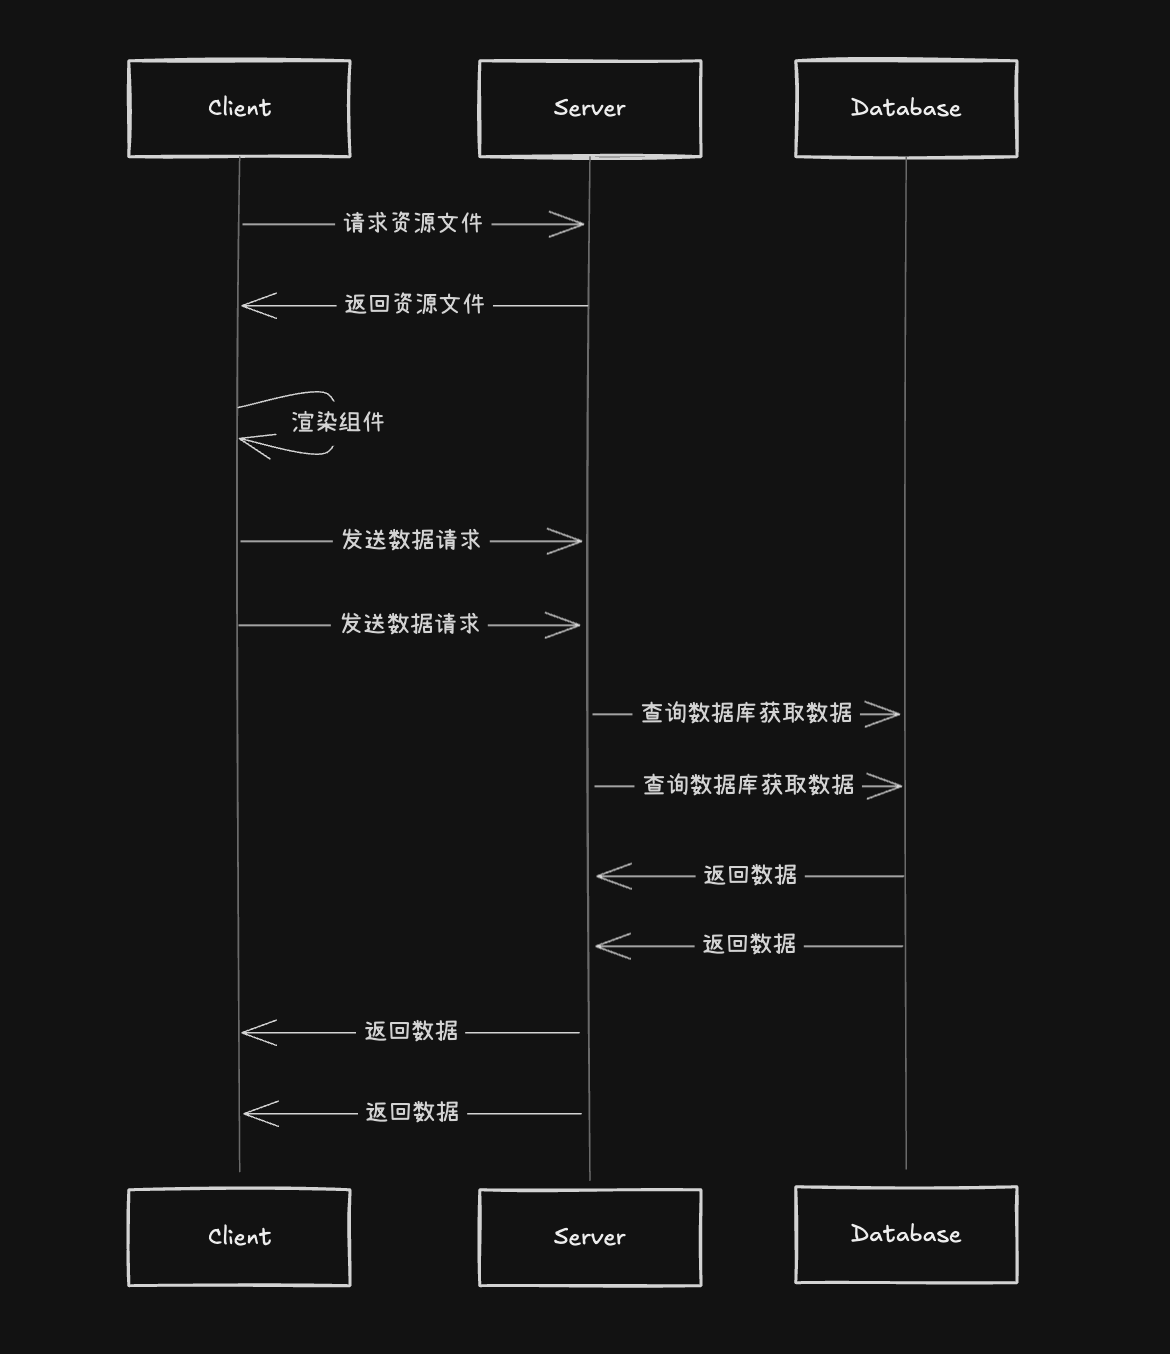 Client
Server
Database
请求资源文件
返回资源文件
渲染组件
发送数据请求
发送数据请求
查询数据库获取数据
查询数据库获取数据
返回数据
返回数据
返回数据
返回数据
Client
Server
Database